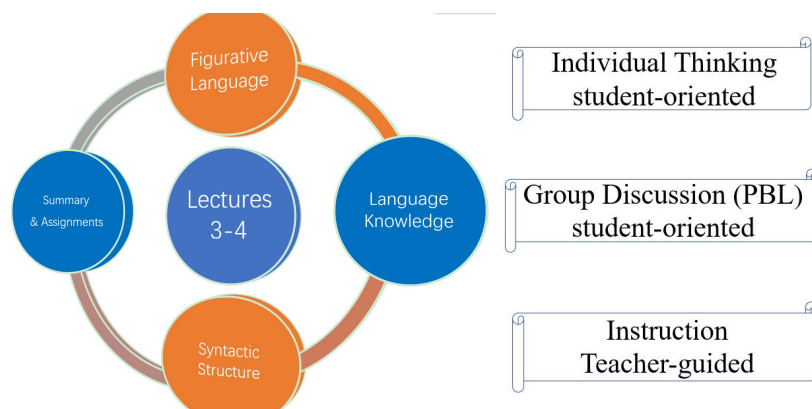 Figurative
Language
Summary
& Assignments
Lectures
3-4
Language
Knowledge
Syntactic
Structure
Individual Thinking
student-oriented
Group Discussion (PBL)
student-oriented
Instruction
Teacher-guided